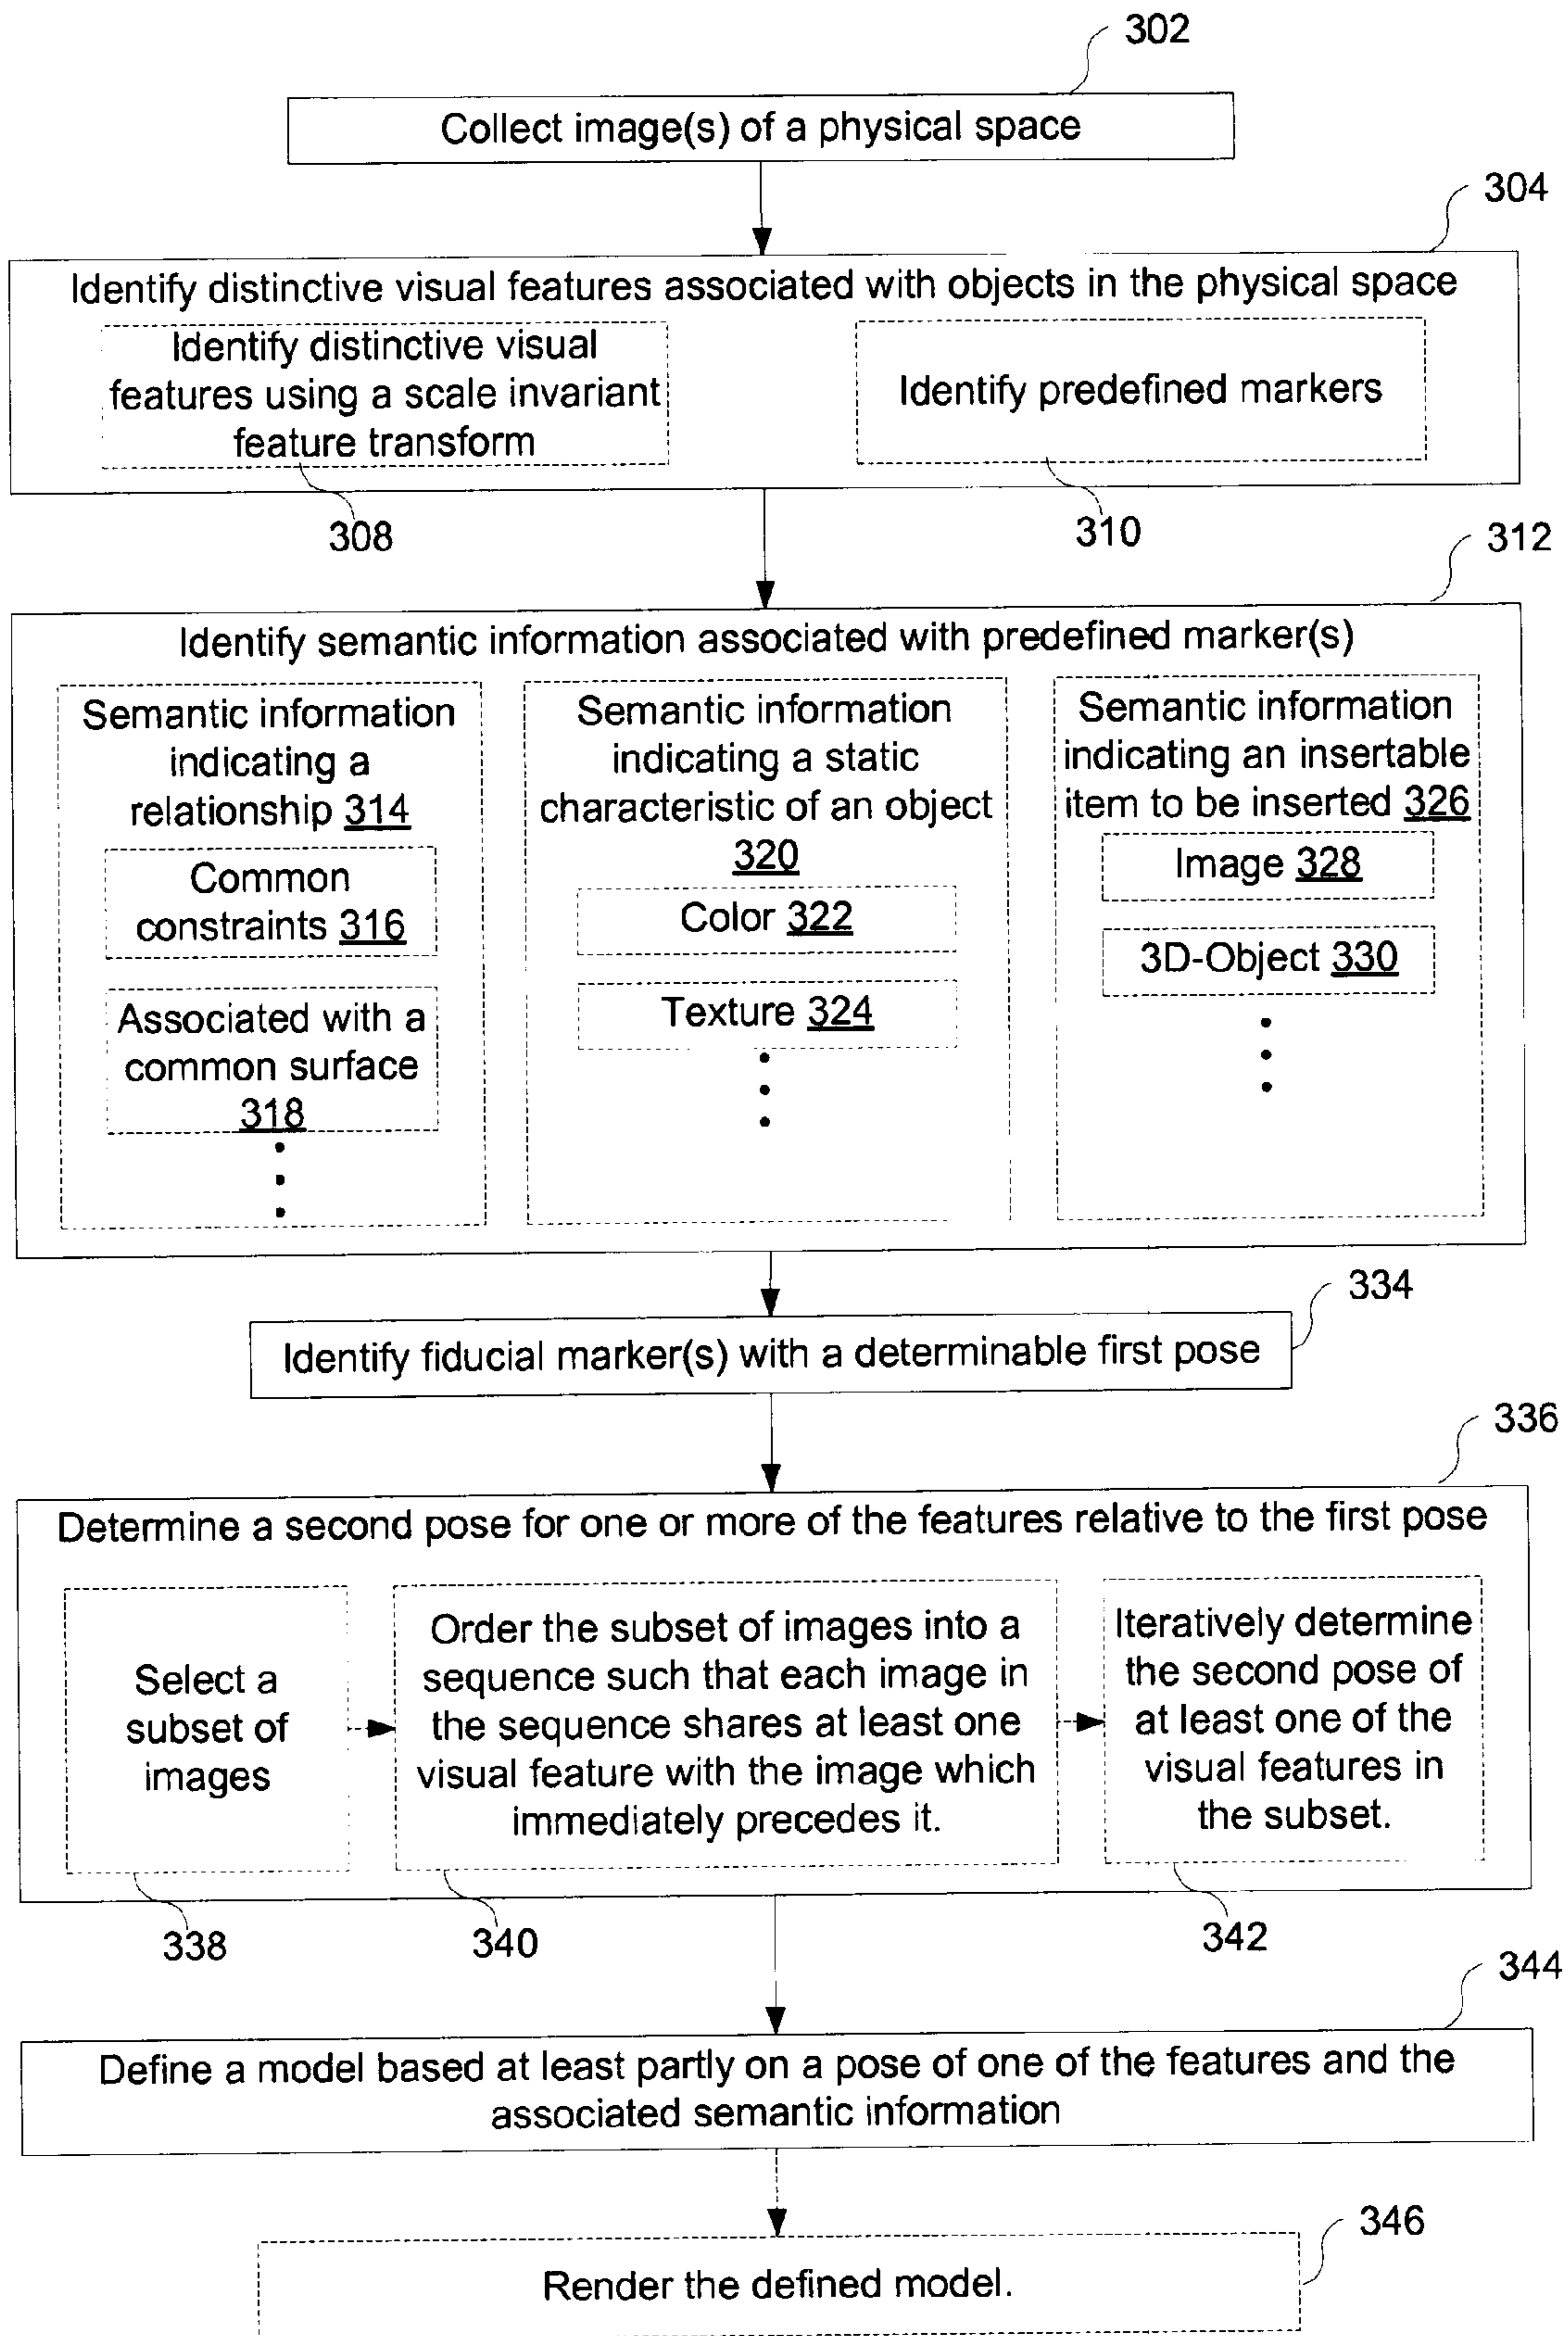 302
Collect image(s) of a physical space
304
Identify distinctive visual features associated with objects in the physical space
Identify distinctive visual
features using a scale invariant
feature transform
Identify predefined markers
308
310
312
Identify semantic information associated with predefined marker(s)
Semantic information
indicating a
relationship 314
Common
constraints 316
Associated with a
common surface
318
Semantic information
indicating a static
characteristic of an object
320
Color 322
Texture 324
Semantic information
indicating an insertable
item to be inserted 326
Image 328
3D-Object 330
334
Identify fiducial marker(s) with a determinable first pose
336
Determine a second pose for one or more of the features relative to the first pose
Select a
subset of
images
Order the subset of images into a
sequence such that each image in
the sequence shares at least one
visual feature with the image which
immediately precedes it.
Iteratively determine
the second pose of
at least one of the
visual features in
the subset.
338
340
342
344
Define a model based at least partly on a pose of one of the features and the
associated semantic information
346
Render the defined model.